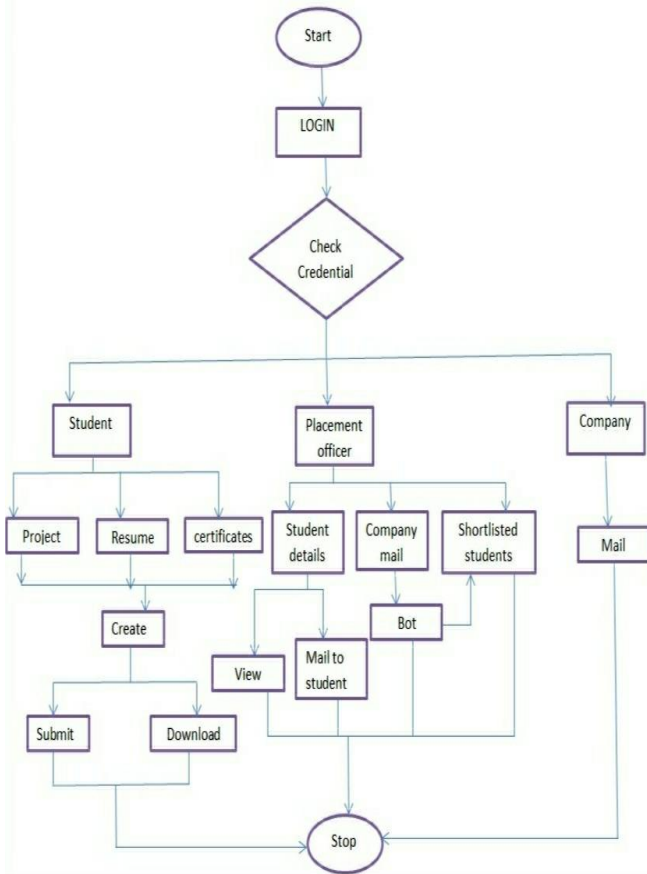 Start
LOGIN
Check
Credential
Student
Placement
officer
Company
Project
Resume
certificates
Student
details
Company
mail
Shortlisted
students
Mail
Create
Bot
View
Mail to
student
Submit
Download
Stop